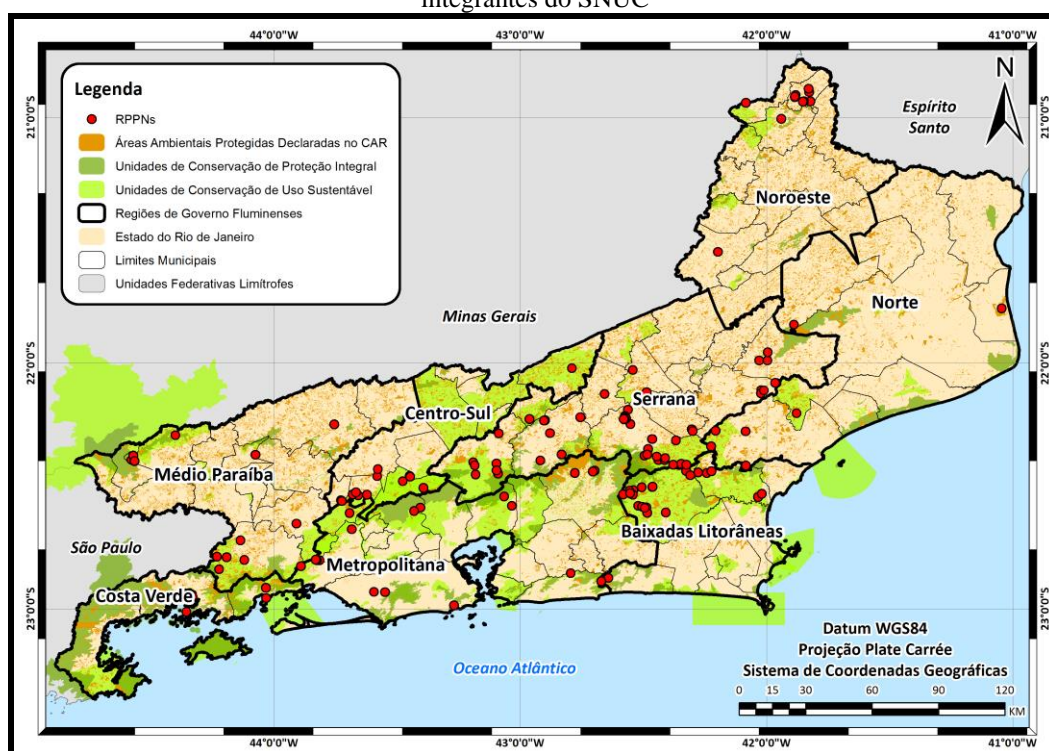 integrantes do SNUC
44°0'0"W
43°0'0"W
42°0'0"W
41°0'0"W
Legenda
RPPNs
Áreas Ambientais Protegidas Declaradas no CAR
Unidades de Conservação de Proteção Integral
Unidades de Conservação de Uso Sustentável
Regiões de Governo Fluminenses
Estado do Rio de Janeiro
Limites Municipais
Unidades Federativas Limítrofes
N
Espírito
Santo
21°0'0"S
21°0'0"S
Noroeste
Norte
Minas Gerais
22°0'0"S
22°0'0"S
Centro-Sul
Serrana
Médio Paraíba
São Paulo
Baixadas Litorâneas
Metropolitana
Costa Verde
23°0'0"S
23°0'0"S
Oceano Atlântico
Datum WGS84
Projeção Plate Carrée
Sistema de Coordenadas Geográficas
0 15 30 60 90 120
KM
44°0'0"W
43°0'0"W
42°0'0"W
41°0'0"W